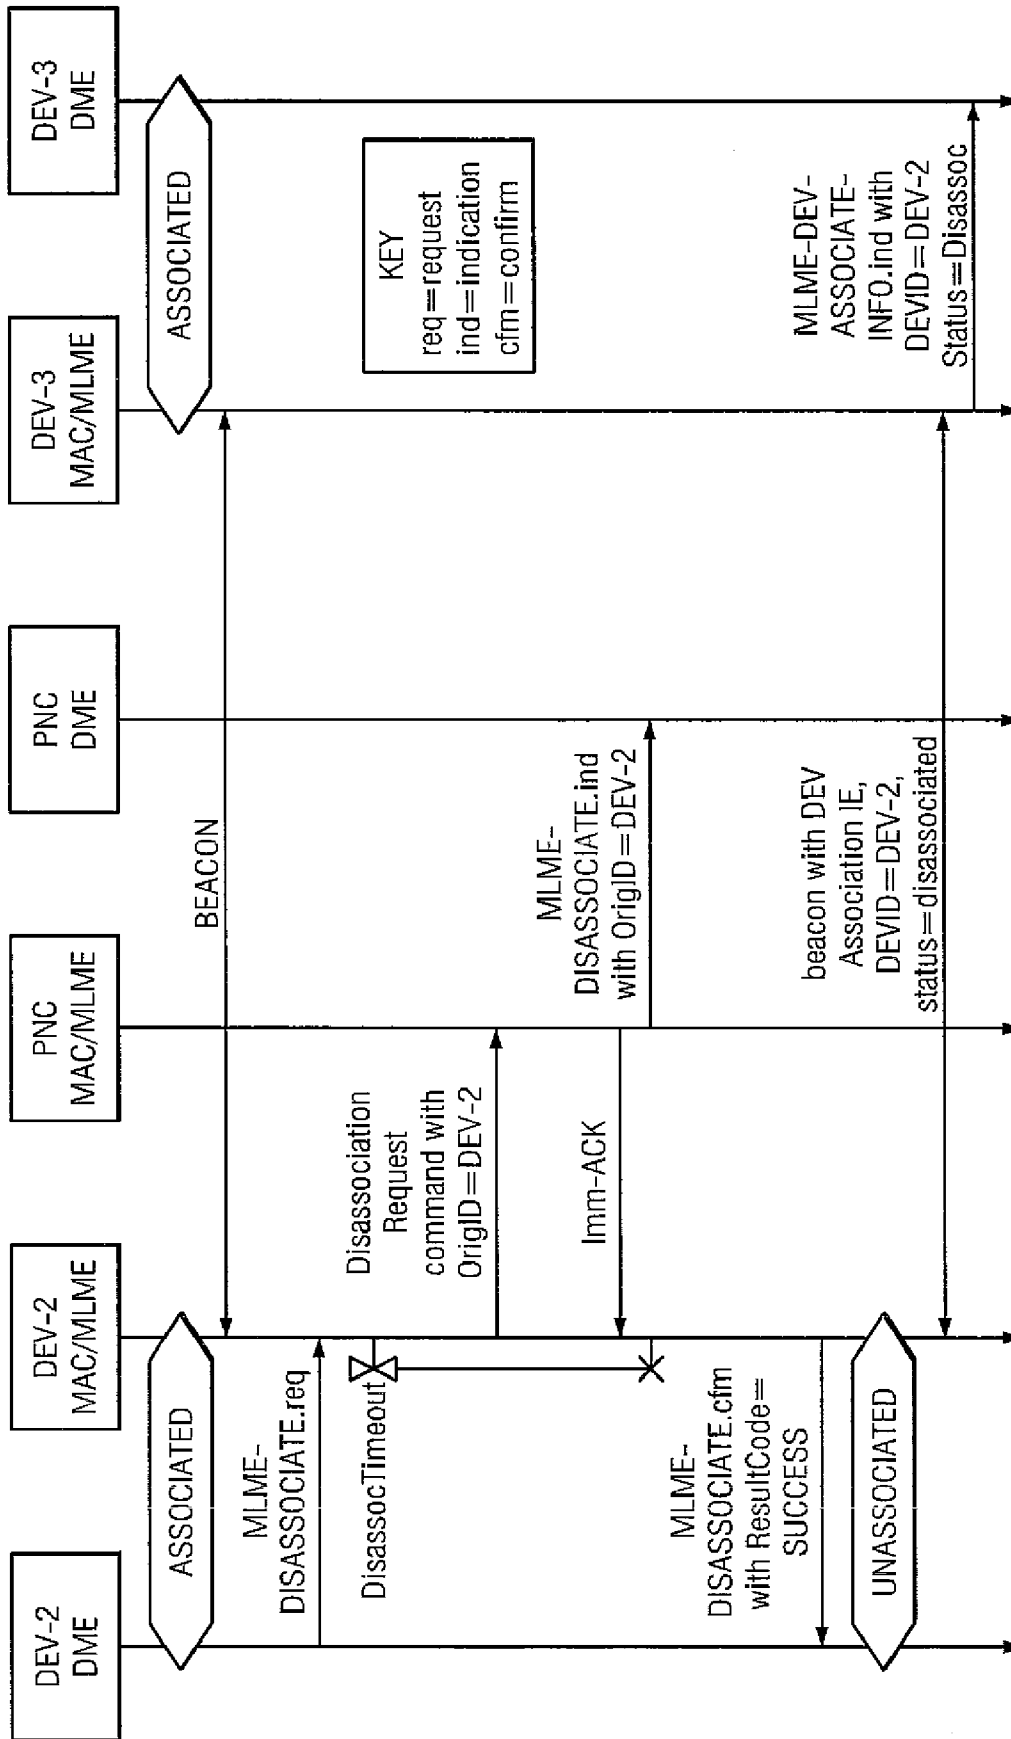 DEV-2
DME
DEV-2
MAC/MLME
PNC
MAC/MLME
PNC
DME
DEV-3
MAC/MLME
DEV-3
DME
ASSOCIATED
ASSOCIATED
BEACON
MLME-
DISASSOCIATE.req
KEY
req=request
ind=indication
cfm=confirm
DisassocTimeout
Disassociation
Request
command with
OrigID=DEV-2
Imm-ACK
MLME-
DISASSOCIATE.ind
with OrigID=DEV-2
MLME-
DISASSOCIATE.cfm
with ResultCode=
SUCCESS
UNASSOCIATED
beacon with DEV
Association IE,
DEVID=DEV-2,
status=disassociated
MLME-DEV-
ASSOCIATE-
INFO.ind with
DEVID=DEV-2
Status=Disassoc